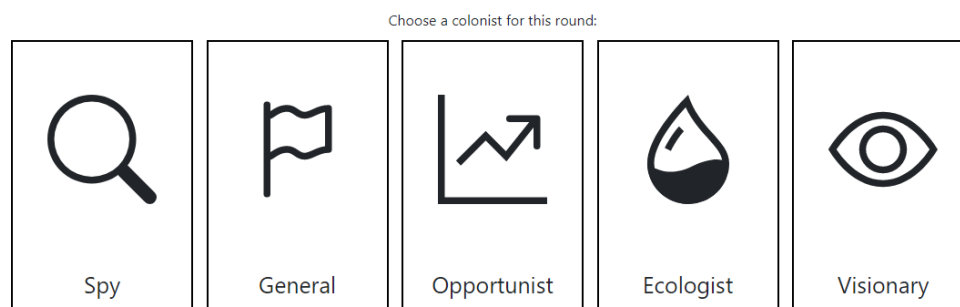 Choose a colonist for this round:
Spy
General
Opportunist
Ecologist
Visionary